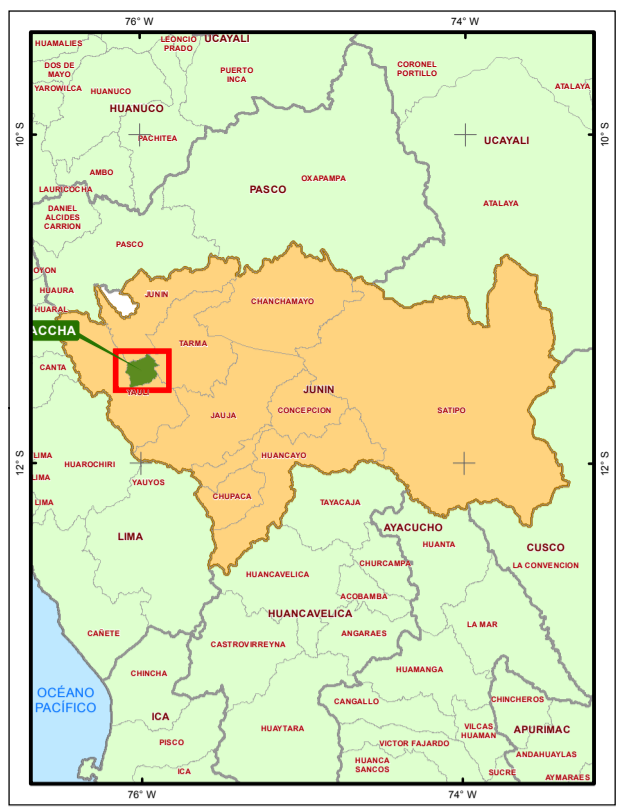 76° W
74° W
HUAMALIES
LEONCIO
PRADO
UCAYALI
DOS DE
MAYO
PUERTO
INCA
CORONEL
PORTILLO
YAROWILCA
HUANUCO
ATALAYA
HUANUCO
10° S
10° S
PACHITEA
UCAYALI
AMBO
OXAPAMPA
LAURICOCHA
PASCO
ATALAYA
DANIEL
ALCIDES
CARRION
PASCO
OYON
HUAURA
JUNIN
CHANCHAMAYO
HUARAL
ACCHA
TARMA
CANTA
YAULI
JUNIN
JAUJA
CONCEPCION
SATIPO
HUANCAYO
LIMA
HUAROCHIRI
12° S
12° S
LIMA
YAUYOS
CHUPACA
LIMA
TAYACAJA
AYACUCHO
LIMA
HUANTA
CUSCO
CHURCAMPA
LA CONVENCION
HUANCAVELICA
ACOBAMBA
HUANCAVELICA
LA MAR
CAÑETE
ANGARAES
CASTROVIRREYNA
HUAMANGA
CHINCHA
OCÉANO
PACÍFICO
CANGALLO
CHINCHEROS
ICA
HUAYTARA
VILCAS
HUAMAN
APURIMAC
PISCO
VICTOR FAJARDO
ANDAHUAYLAS
HUANCA
SANCOS
ICA
SUCRE
AYMARAES
76° W
74° W